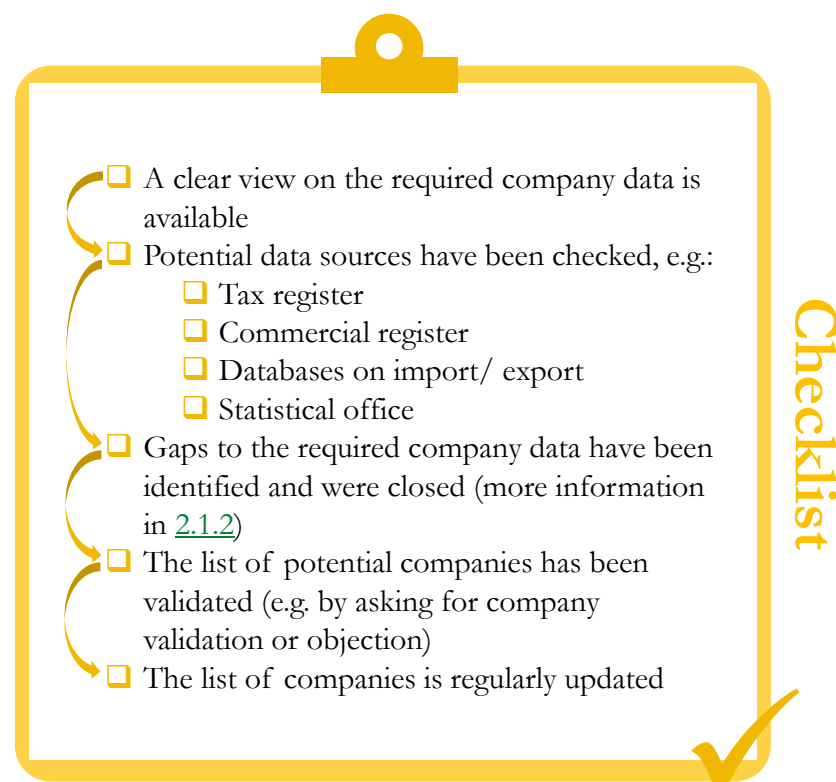 ❑ A clear view on the required company data is
available
❑ Potential data sources have been checked, e.g.:
❑ Tax register
❑ Commercial register
❑ Databases on import/ export
❑ Statistical office
❑ Gaps to the required company data have been
identified and were closed (more information
in 2.1.2)
❑ The list of potential companies has been
validated (e.g. by asking for company
validation or objection)
❑ The list of companies is regularly updated
Checklist